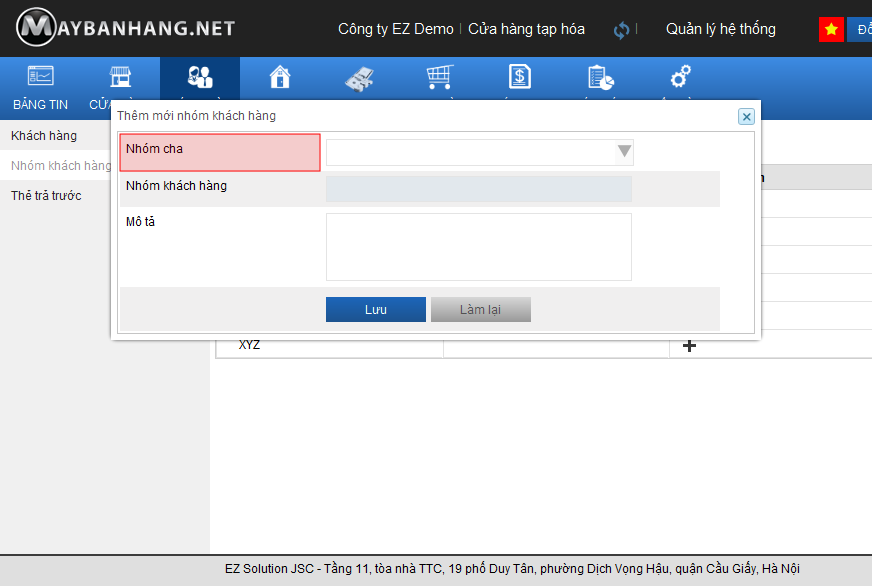 MAYBANHANG.NET
Công ty EZ Demo | Cửa hàng tạp hóa | Quản lý hệ thống
BẢNG TIN
Thêm mới nhóm khách hàng
Khách hàng
Nhóm cha
Nhóm khách hàng
Nhóm khách hàng
Thẻ trả trước
Mô tả
Lưu
Làm lại
XYZ
EZ Solution JSC - Tầng 11, tòa nhà TTC, 19 phố Duy Tân, phường Dịch Vọng Hậu, quận Cầu Giấy, Hà Nội